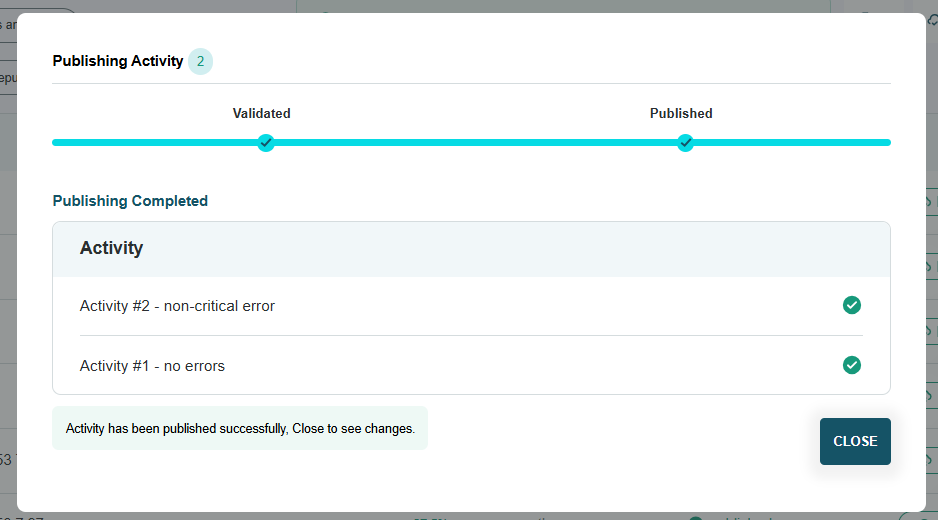 Publishing Activity 2
Validated
Published
Publishing Completed
Activity
Activity #2 - non-critical error
Activity #1 - no errors
Activity has been published successfully, Close to see changes.
CLOSE